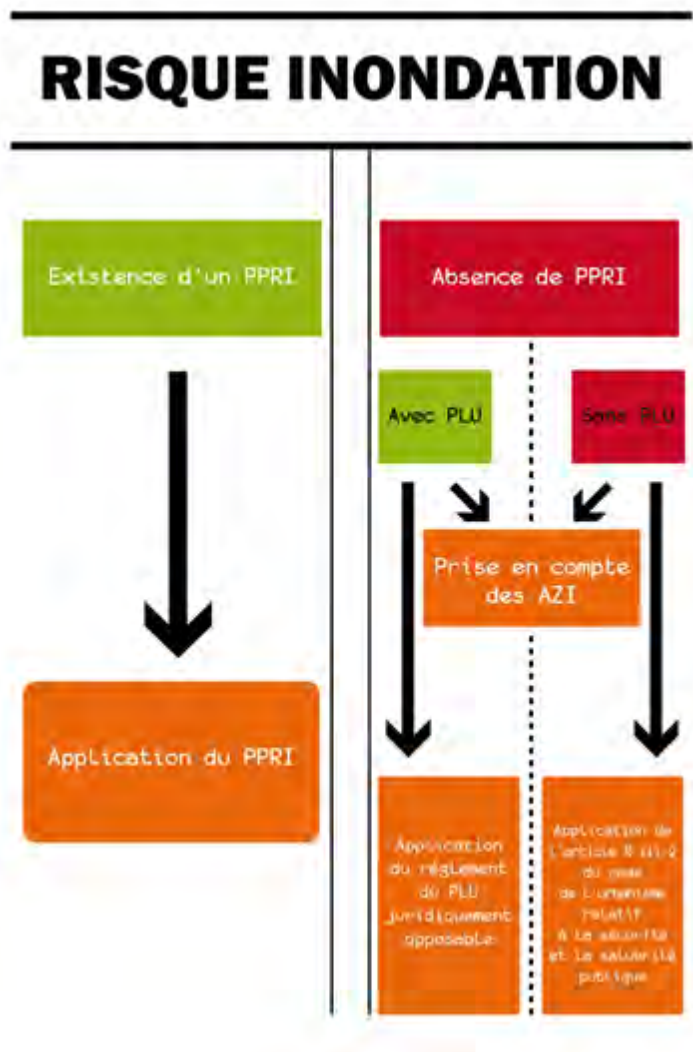 RISQUE INONDATION
Existence d'un PPRI
Application du PPRI
Absence de PPRI
Avec PLU
Sans PLU
Prise en compte
des AZI
Application
du règlement
du PLU
juridiquement
opposable
Application de
l'article R 111-2
du code
de l'urbanisme
relatif
à la sécurité
et la salubrité
publique